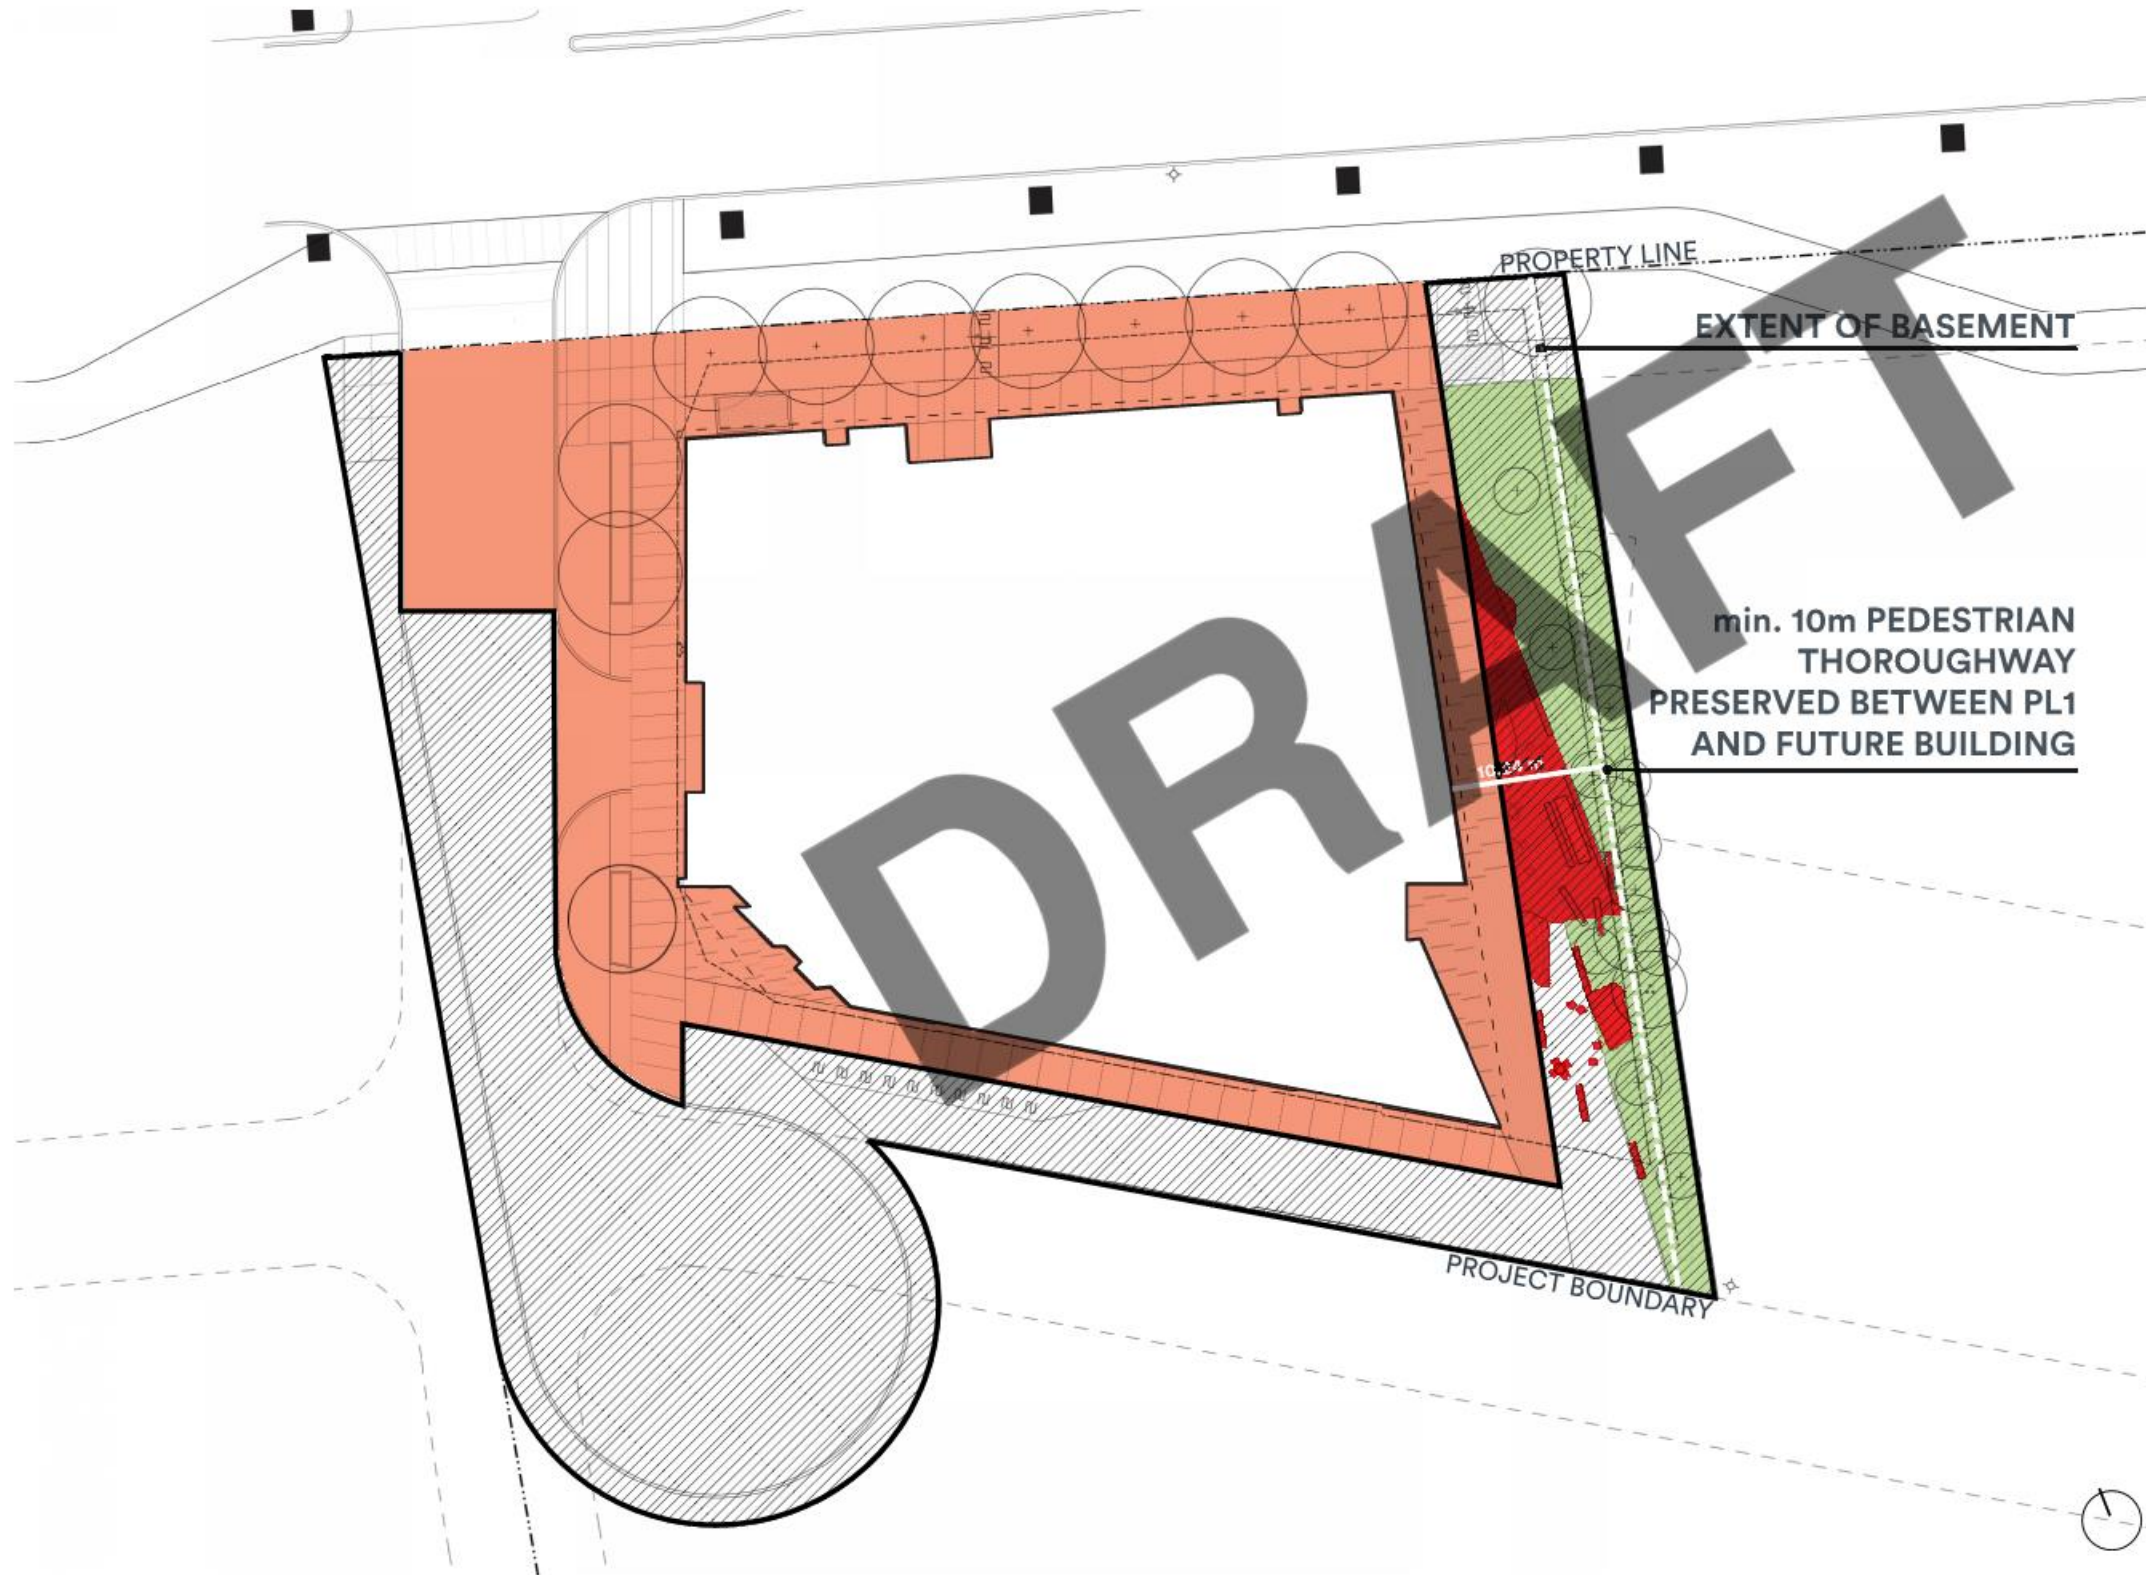 PROPERTY LINE
EXTENT OF BASEMENT
min. 10m PEDESTRIAN
THOROUGHWAY
PRESERVED BETWEEN PL1
AND FUTURE BUILDING
DRAFT
PROJECT BOUNDARY